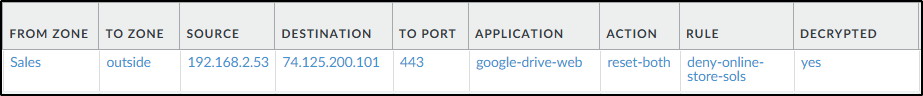 FROM ZONE TO ZONE SOURCE DESTINATION TO PORT APPLICATION ACTION RULE DECRYPTED
Sales outside 192.168.2.53 74.125.200.101 443 google-drive-web reset-both deny-online- yes
store-sols